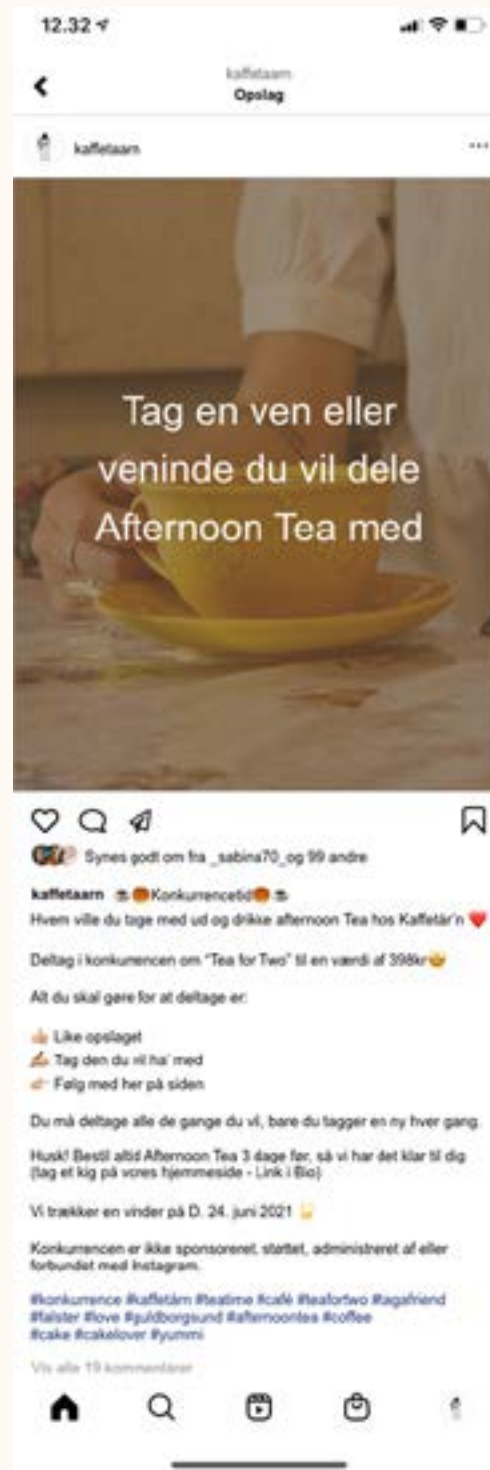 12.32
kaffetaarn
Opslag
kaffetaarn
Tag en ven eller
veninde du vil dele
Afternoon Tea med
Synes godt om fra _sabina70_og 99 andre
kaffetaarn ☕🎃Konkurrencetid🎃☕
Hvem ville du tage med ud og drikke afternoon Tea hos Kaffetår'n ❤️
Deltag i konkurrencen om "Tea for Two" til en værdi af 398kr🤩
Alt du skal gøre for at deltage er:
👍🏼 Like opslaget
✍🏼 Tag den du vil ha' med
👉🏼 Følg med her på siden
Du må deltage alle de gange du vil, bare du tagger en ny hver gang.
Husk! Bestil altid Afternoon Tea 3 dage før, så vi har det klar til dig
(tag et kig på vores hjemmeside - Link i Bio)
Vi trækker en vinder på D. 24. juni 2021
Konkurrencen er ikke sponsoreret, støttet, administreret af eller
forbundet med Instagram.
#konkurrence #kaffetårn #teatime #café #teafortwo #tagafriend
#falster #love #guldborgsund #afternoontea #coffee
#cake #cakelover #yummi
Vis alle 19 kommentarer